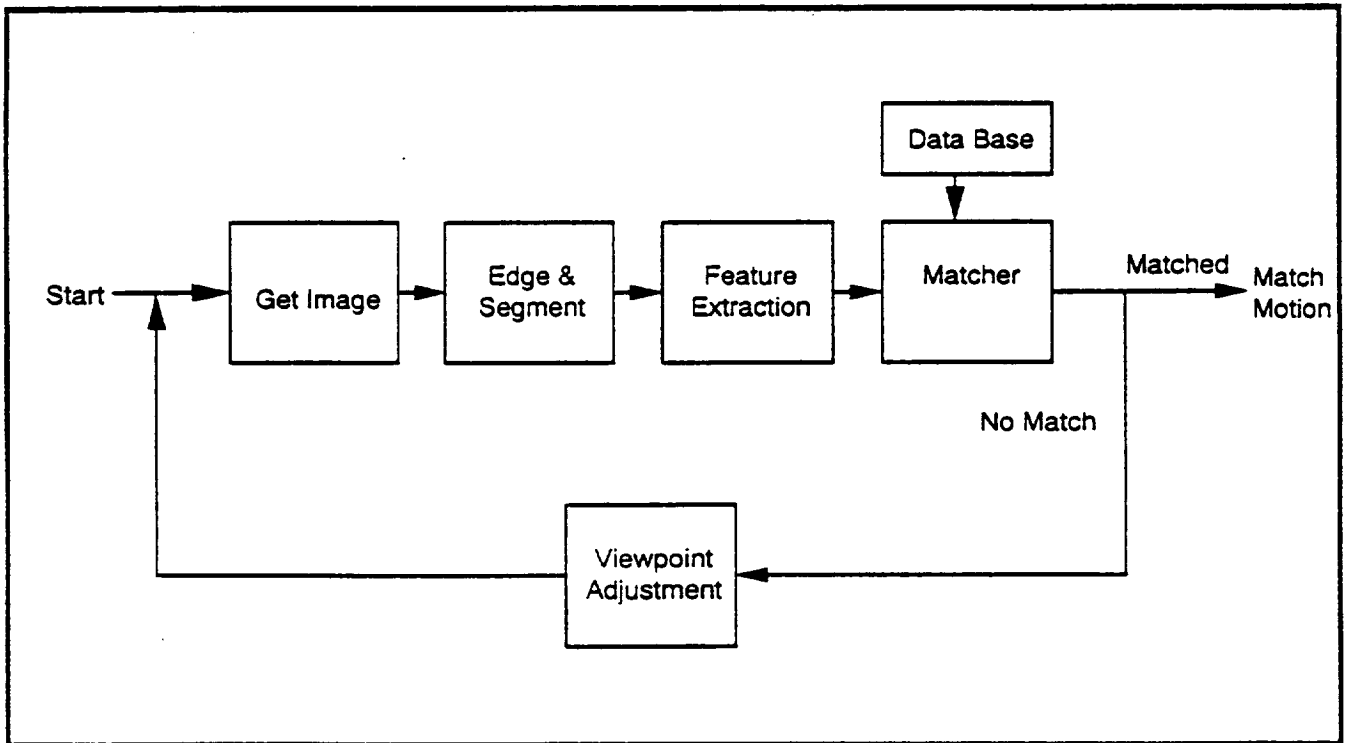 Data Base
Start
Get Image
Edge &
Segment
Feature
Extraction
Matcher
Matched
Match
Motion
No Match
Viewpoint
Adjustment